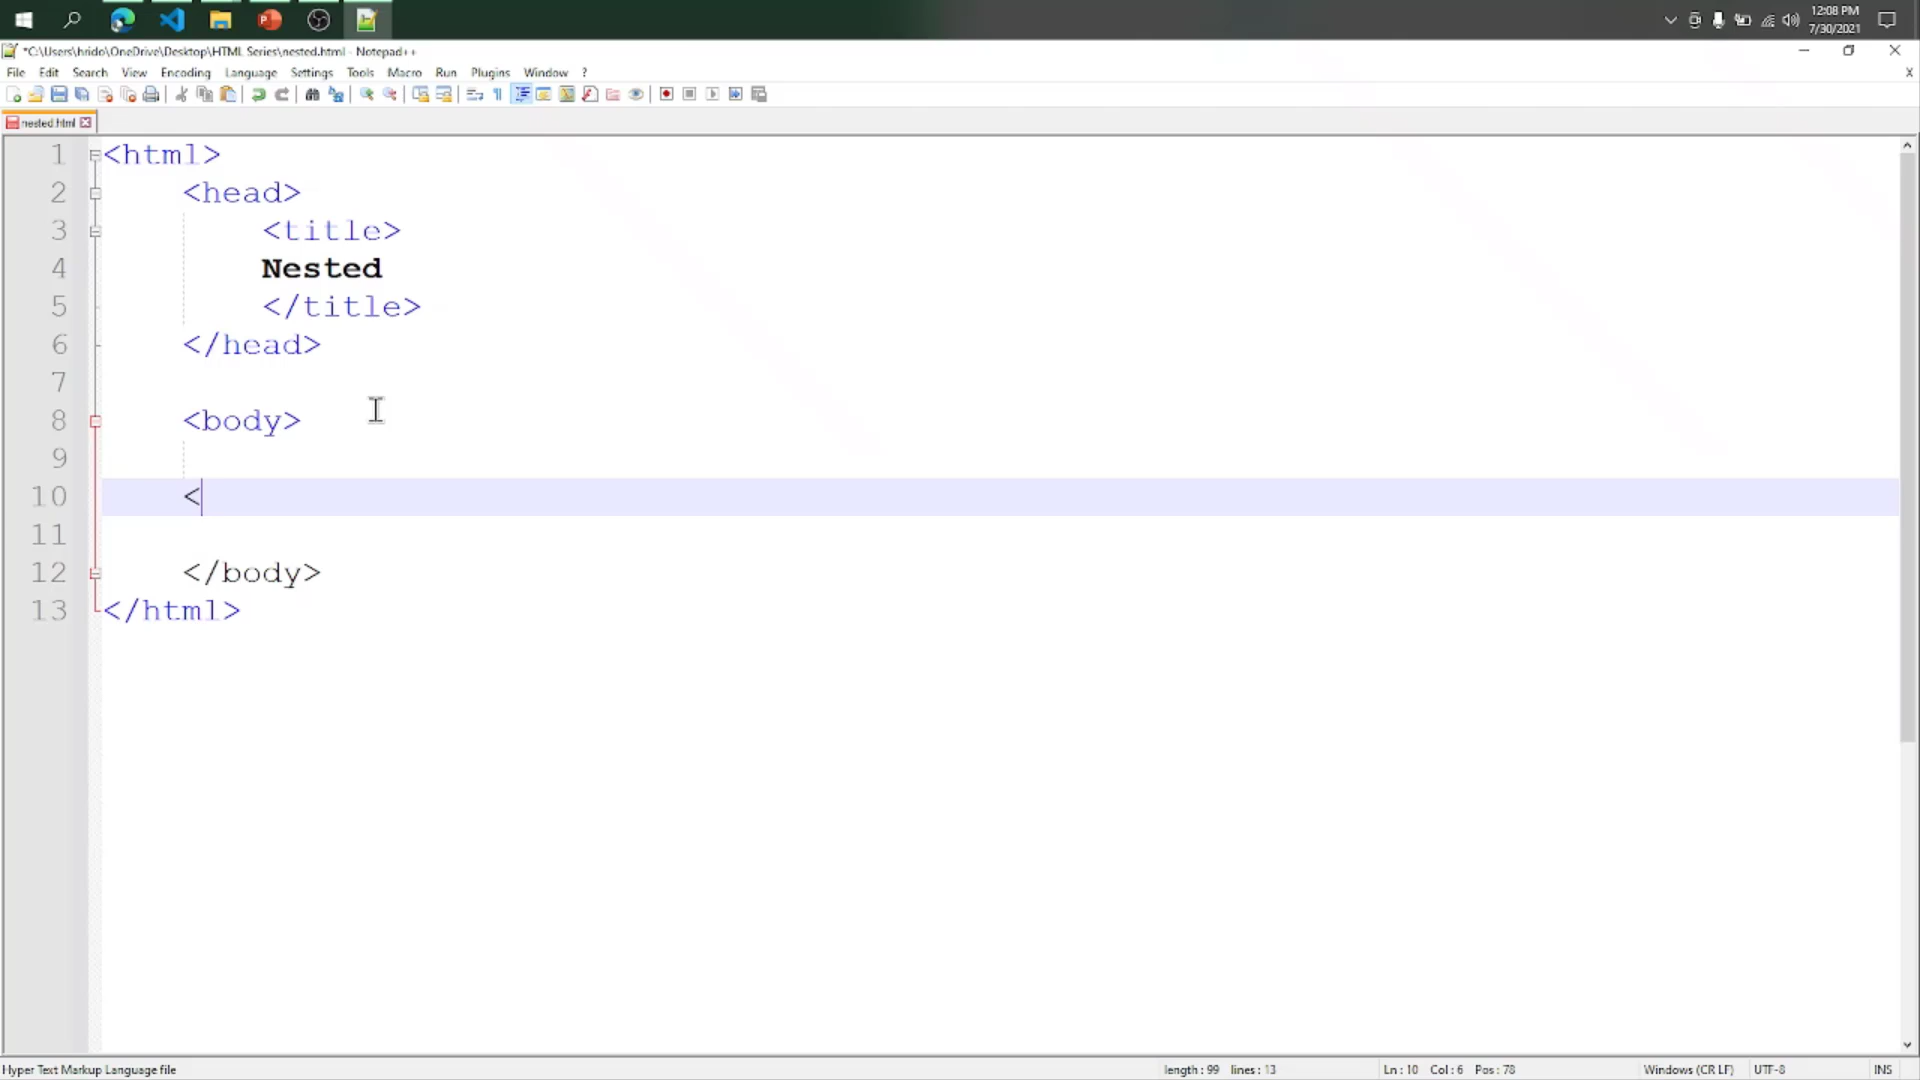 12:08 PM
7/30/2021
*C:\Users\hrido\OneDrive\Desktop\HTML Series\nested.html - Notepad++
File Edit Search View Encoding Language Settings Tools Macro Run Plugins Window ? X
nested.html
1 <html>
2 <head>
3 <title>
4 Nested
5 </title>
6 </head>
7
8 <body>
9
10 <
11
12 </body>
13 </html>
Hyper Text Markup Language file length : 99 lines : 13 Ln : 10 Col : 6 Pos : 78 Windows (CR LF) UTF-8 INS